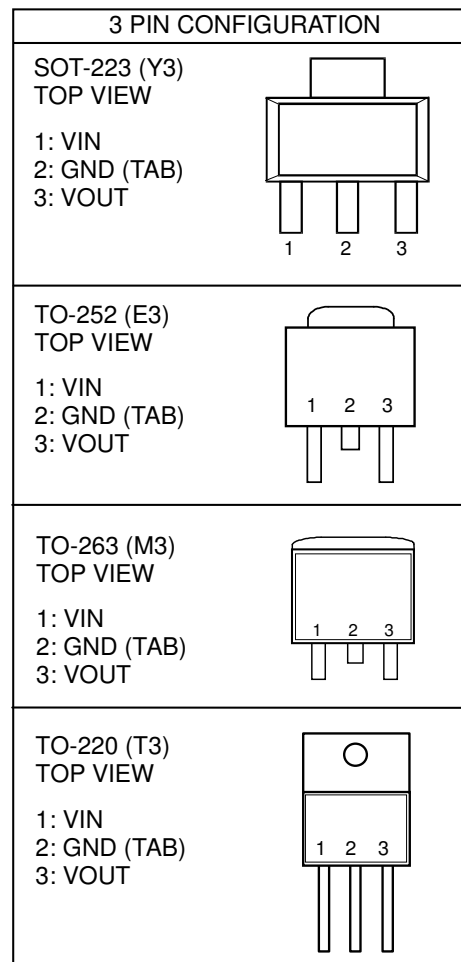 3 PIN CONFIGURATION
SOT-223 (Y3)
TOP VIEW
1: VIN
2: GND (TAB)
3: VOUT
1 2 3
TO-252 (E3)
TOP VIEW
1: VIN
2: GND (TAB)
3: VOUT
1 2 3
TO-263 (M3)
TOP VIEW
1: VIN
2: GND (TAB)
3: VOUT
1 2 3
TO-220 (T3)
TOP VIEW
1: VIN
2: GND (TAB)
3: VOUT
1 2 3